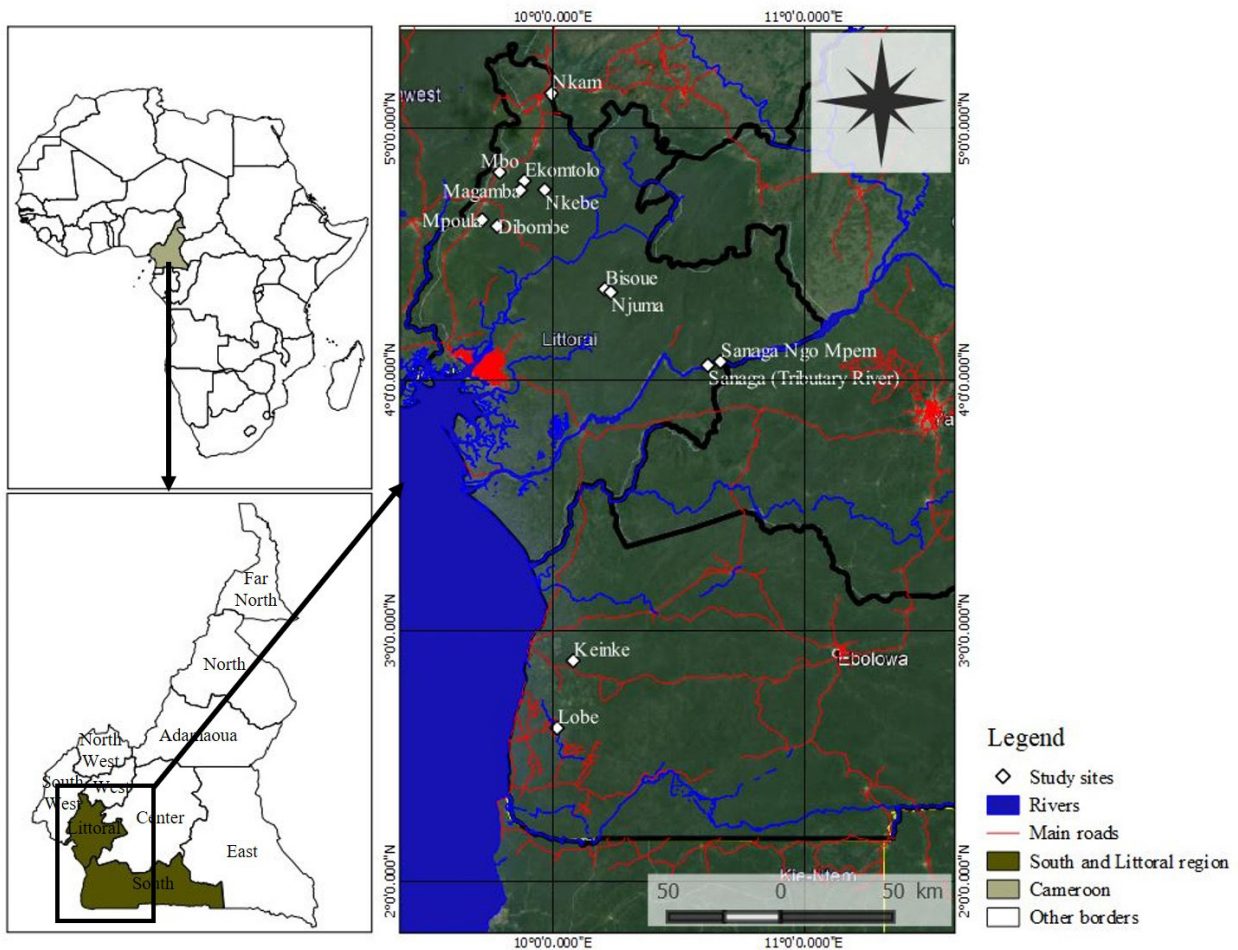 10°0'0.000"E
11°0'0.000"E
5°0'0.000"N
4°0'0.000"N
3°0'0.000"N
2°0'0.000"N
5°0'0.000"N
4°0'0.000"N
3°0'0.000"N
2°0'0.000"N
west
Nkam
Mbo
Ekomtolo
Magamba
Nkebe
Mpoula
Dibombe
Bisoue
Njuma
Littoral
Sanaga Ngo Mpem
Sanaga (Tributary River)
Ya
Keinke
Ebolowa
Lobe
Kie-Ntem
50 0 50 km
10°0'0.000"E
11°0'0.000"E
Far
North
North
Adamaoua
North
West
South
West
West
Littoral
Center
East
South
Legend
Study sites
Rivers
Main roads
South and Littoral region
Cameroon
Other borders